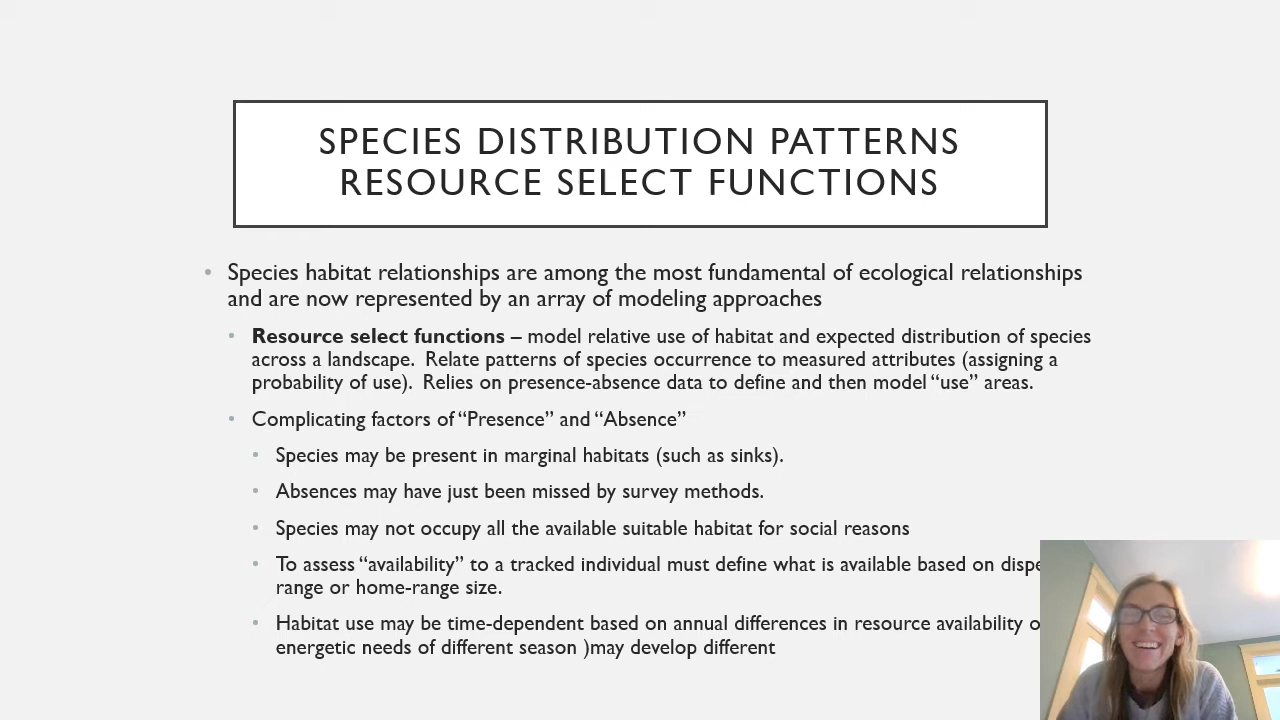 SPECIES DISTRIBUTION PATTERNS
RESOURCE SELECT FUNCTIONS
• Species habitat relationships are among the most fundamental of ecological relationships
and are now represented by an array of modeling approaches
• Resource select functions – model relative use of habitat and expected distribution of species
across a landscape. Relate patterns of species occurrence to measured attributes (assigning a
probability of use). Relies on presence-absence data to define and then model “use” areas.
• Complicating factors of “Presence” and “Absence”
• Species may be present in marginal habitats (such as sinks).
• Absences may have just been missed by survey methods.
• Species may not occupy all the available suitable habitat for social reasons
• To assess “availability” to a tracked individual must define what is available based on
range or home-range size.
• Habitat use may be time-dependent based on annual differences in resource availability
energetic needs of different season )may develop different